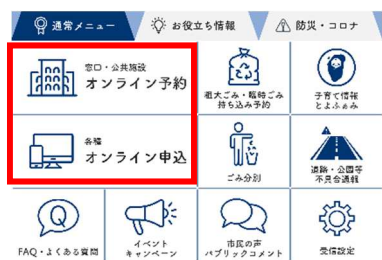 通常メニュー
お役立ち情報
防災・コロナ
窓口・公共施設
オンライン予約
粗大ごみ・臨時ごみ
持ち込み予約
子育て情報
とよふぁみ
各種
オンライン申込
ごみ分別
道路・公園等
不具合通報
FAQ・よくある質問
イベント
キャンペーン
市民の声
パブリックコメント
受信設定